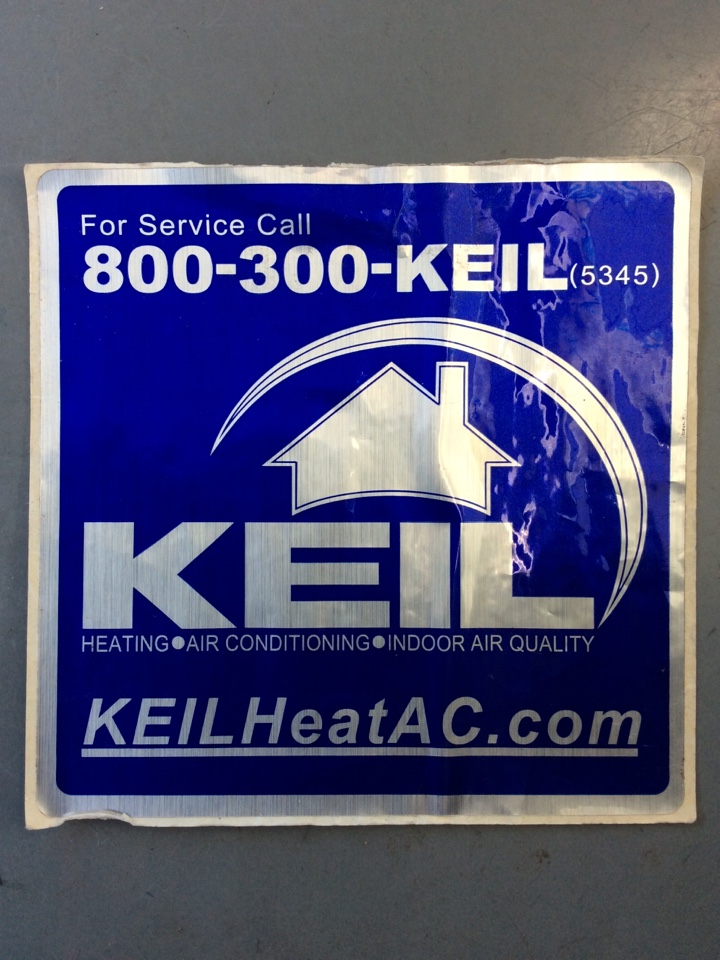 For Service Call
800-300-KEIL(5345)
KEIL
HEATING●AIR CONDITIONING●INDOOR AIR QUALITY
KEILHeatAC.com